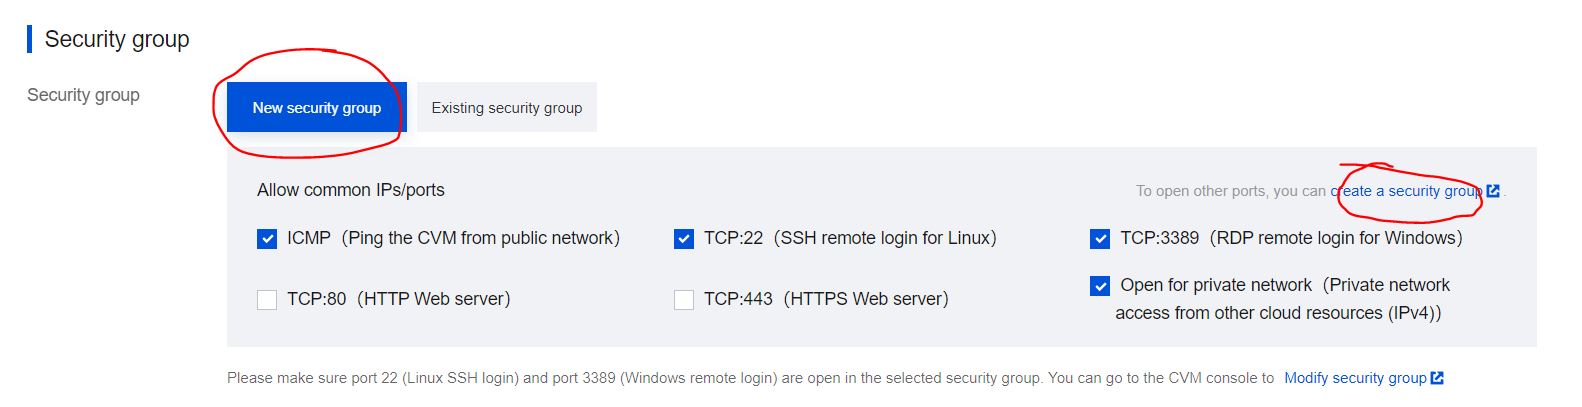 Security group
Security group
New security group
Existing security group
Allow common IPs/ports
To open other ports, you can create a security group .
ICMP（Ping the CVM from public network）
TCP:22（SSH remote login for Linux）
TCP:3389（RDP remote login for Windows）
TCP:80（HTTP Web server）
TCP:443（HTTPS Web server）
Open for private network（Private network
access from other cloud resources (IPv4)）
Please make sure port 22 (Linux SSH login) and port 3389 (Windows remote login) are open in the selected security group. You can go to the CVM console to Modify security group